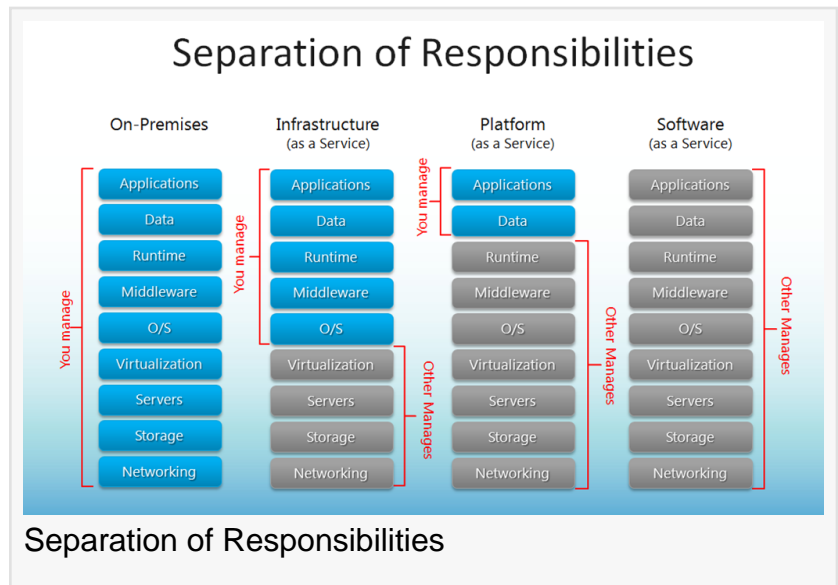 Separation of Responsibilities
On-Premises
Infrastructure
(as a Service)
Platform
(as a Service)
Software
(as a Service)
You manage
Applications
Data
Runtime
Middleware
O/S
Virtualization
Servers
Storage
Networking
You manage
Applications
Data
Runtime
Middleware
O/S
Virtualization
Servers
Storage
Networking
Other Manages
You manage
Applications
Data
Runtime
Middleware
O/S
Virtualization
Servers
Storage
Networking
Other Manages
Applications
Data
Runtime
Middleware
O/S
Virtualization
Servers
Storage
Networking
Other Manages
Separation of Responsibilities